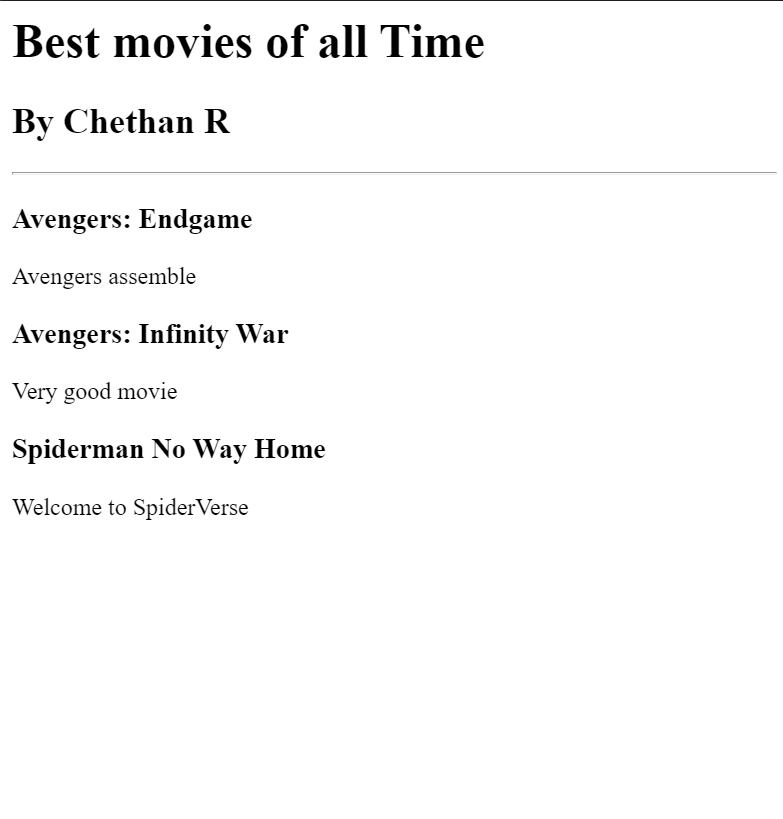 Best movies of all Time
By Chethan R
Avengers: Endgame
Avengers assemble
Avengers: Infinity War
Very good movie
Spiderman No Way Home
Welcome to SpiderVerse